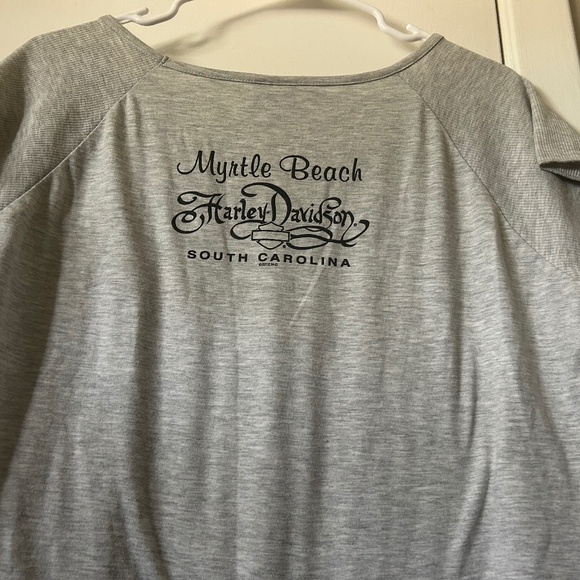 Myrtle Beach
Harley-Davidson
SOUTH CAROLINA